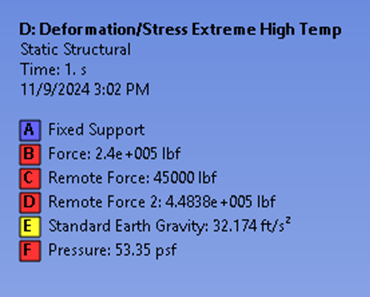 D: Deformation/Stress Extreme High Temp
Static Structural
Time: 1. s
11/9/2024 3:02 PM
A Fixed Support
B Force: 2.4e+005 lbf
C Remote Force: 45000 lbf
D Remote Force 2: 4.4838e+005 lbf
E Standard Earth Gravity: 32.174 ft/s²
F Pressure: 53.35 psf